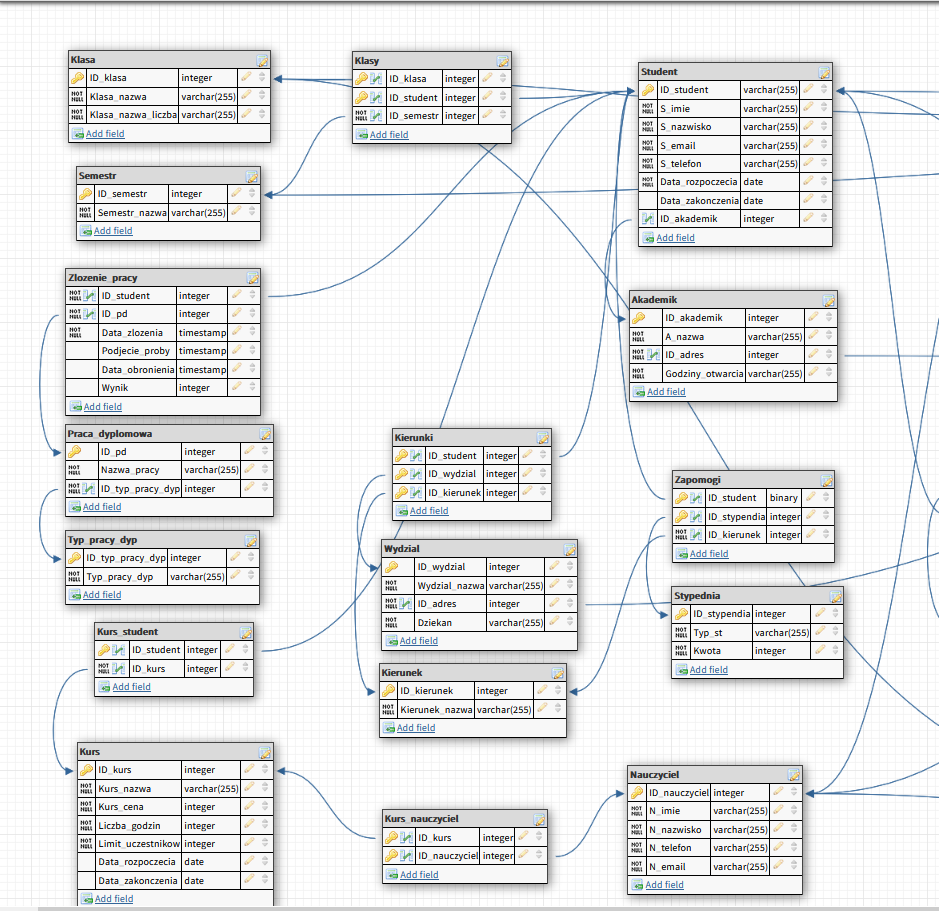 Klasa
ID_klasa integer
NOT NULL Klasa_nazwa varchar(255)
NOT NULL Klasa_nazwa_liczba varchar(255)
Add field
Klasy
ID_klasa integer
ID_student integer
NOT NULL ID_semestr integer
Add field
Student
ID_student varchar(255)
NOT NULL S_imie varchar(255)
NOT NULL S_nazwisko varchar(255)
NOT NULL S_email varchar(255)
NOT NULL S_telefon varchar(255)
NOT NULL Data_rozpoczecia date
Data_zakonczenia date
ID_akademik integer
Add field
Semestr
ID_semestr integer
NOT NULL Semestr_nazwa varchar(255)
Add field
Zlozenie_pracy
NOT NULL ID_student integer
NOT NULL ID_pd integer
NOT NULL Data_zlozenia timestamp
Podjecie_proby timestamp
Data_obronienia timestamp
Wynik integer
Add field
Akademik
ID_akademik integer
NOT NULL A_nazwa varchar(255)
NOT NULL ID_adres integer
NOT NULL Godziny_otwarcia varchar(255)
Add field
Praca_dyplomowa
ID_pd integer
NOT NULL Nazwa_pracy varchar(255)
NOT NULL ID_typ_pracy_dyp integer
Add field
Kierunki
ID_student integer
ID_wydzial integer
ID_kierunek integer
Add field
Zapomogi
ID_student binary
ID_stypendia integer
NOT NULL ID_kierunek integer
Add field
Typ_pracy_dyp
ID_typ_pracy_dyp integer
NOT NULL Typ_pracy_dyp varchar(255)
Add field
Wydzial
ID_wydzial integer
NOT NULL Wydzial_nazwa varchar(255)
NOT NULL ID_adres integer
NOT NULL Dziekan varchar(255)
Add field
Stypednia
ID_stypendia integer
NOT NULL Typ_st varchar(255)
NOT NULL Kwota integer
Add field
Kurs_student
ID_student integer
NOT NULL ID_kurs integer
Add field
Kierunek
ID_kierunek integer
NOT NULL Kierunek_nazwa varchar(255)
Add field
Kurs
ID_kurs integer
NOT NULL Kurs_nazwa varchar(255)
NOT NULL Kurs_cena integer
NOT NULL Liczba_godzin integer
NOT NULL Limit_uczestnikow integer
Data_rozpoczecia date
Data_zakonczenia date
Add field
Kurs_nauczyciel
ID_kurs integer
ID_nauczyciel integer
Add field
Nauczyciel
ID_nauczyciel integer
NOT NULL N_imie varchar(255)
NOT NULL N_nazwisko varchar(255)
NOT NULL N_telefon varchar(255)
NOT NULL N_email varchar(255)
Add field